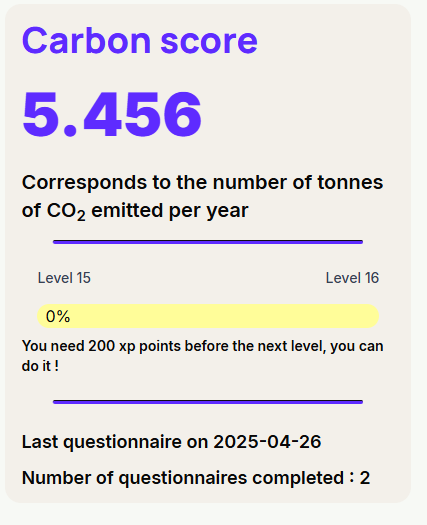 Carbon score
5.456
Corresponds to the number of tonnes
of CO₂ emitted per year
Level 15 Level 16
0%
You need 200 xp points before the next level, you can
do it !
Last questionnaire on 2025-04-26
Number of questionnaires completed : 2